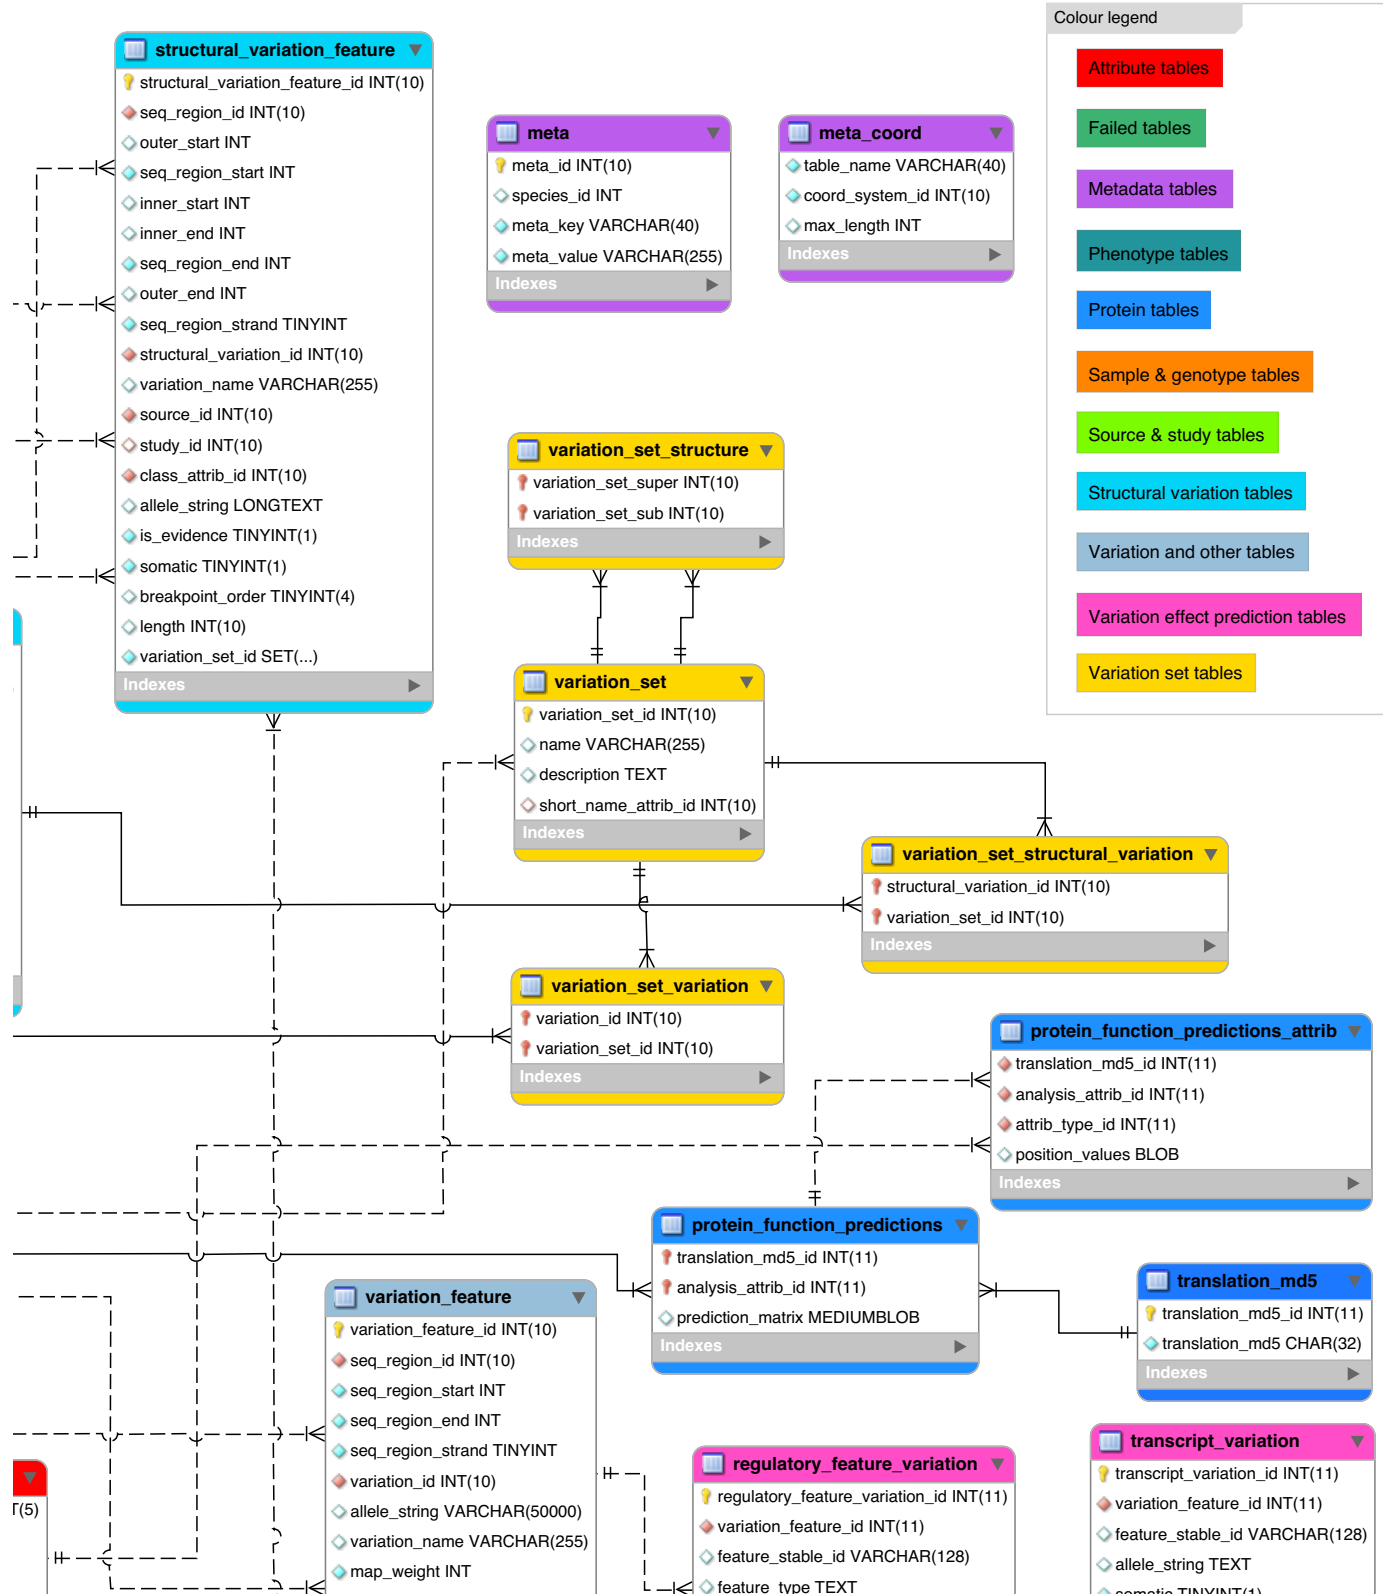 structural_variation_feature
structural_variation_feature_id INT(10)
seq_region_id INT(10)
outer_start INT
seq_region_start INT
inner_start INT
inner_end INT
seq_region_end INT
outer_end INT
seq_region_strand TINYINT
structural_variation_id INT(10)
variation_name VARCHAR(255)
source_id INT(10)
study_id INT(10)
class_attrib_id INT(10)
allele_string LONGTEXT
is_evidence TINYINT(1)
somatic TINYINT(1)
breakpoint_order TINYINT(4)
length INT(10)
variation_set_id SET(...)
Indexes
meta
meta_id INT(10)
species_id INT
meta_key VARCHAR(40)
meta_value VARCHAR(255)
Indexes
meta_coord
table_name VARCHAR(40)
coord_system_id INT(10)
max_length INT
Indexes
Colour legend
Attribute tables
Failed tables
Metadata tables
Phenotype tables
Protein tables
Sample & genotype tables
Source & study tables
Structural variation tables
Variation and other tables
Variation effect prediction tables
Variation set tables
variation_set_structure
variation_set_super INT(10)
variation_set_sub INT(10)
Indexes
variation_set
variation_set_id INT(10)
name VARCHAR(255)
description TEXT
short_name_attrib_id INT(10)
Indexes
variation_set_structural_variation
structural_variation_id INT(10)
variation_set_id INT(10)
Indexes
variation_set_variation
variation_id INT(10)
variation_set_id INT(10)
Indexes
protein_function_predictions_attrib
translation_md5_id INT(11)
analysis_attrib_id INT(11)
attrib_type_id INT(11)
position_values BLOB
Indexes
protein_function_predictions
translation_md5_id INT(11)
analysis_attrib_id INT(11)
prediction_matrix MEDIUMBLOB
Indexes
translation_md5
translation_md5_id INT(11)
translation_md5 CHAR(32)
Indexes
variation_feature
variation_feature_id INT(10)
seq_region_id INT(10)
seq_region_start INT
seq_region_end INT
seq_region_strand TINYINT
variation_id INT(10)
allele_string VARCHAR(50000)
variation_name VARCHAR(255)
map_weight INT
T(5)
regulatory_feature_variation
regulatory_feature_variation_id INT(11)
variation_feature_id INT(11)
feature_stable_id VARCHAR(128)
feature_type TEXT
transcript_variation
transcript_variation_id INT(11)
variation_feature_id INT(11)
feature_stable_id VARCHAR(128)
allele_string TEXT
somatic TINYINT(1)